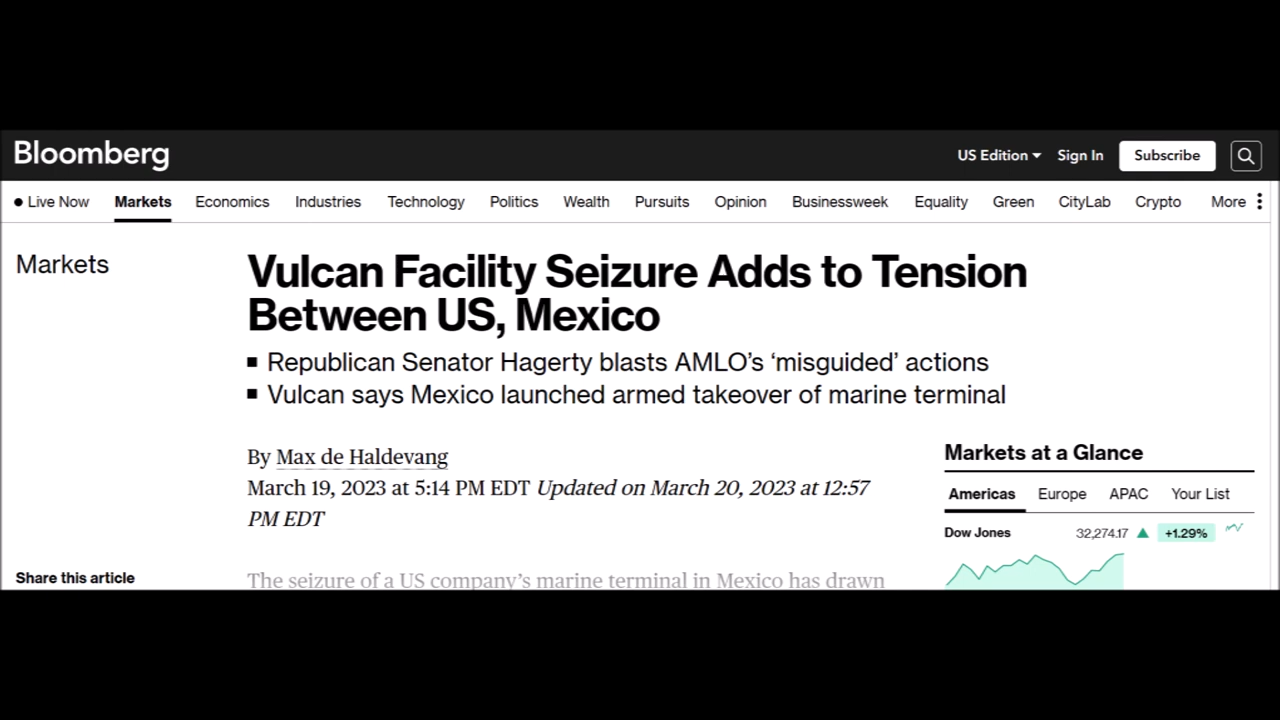 Bloomberg
US Edition Sign In Subscribe
Live Now Markets Economics Industries Technology Politics Wealth Pursuits Opinion Businessweek Equality Green CityLab Crypto More
Markets
Vulcan Facility Seizure Adds to Tension
Between US, Mexico
Republican Senator Hagerty blasts AMLO’s ‘misguided’ actions
Vulcan says Mexico launched armed takeover of marine terminal
By Max de Haldevang
March 19, 2023 at 5:14 PM EDT Updated on March 20, 2023 at 12:57
PM EDT
Share this article
The seizure of a US company’s marine terminal in Mexico has drawn
Markets at a Glance
Americas Europe APAC Your List
Dow Jones 32,274.17 +1.29%